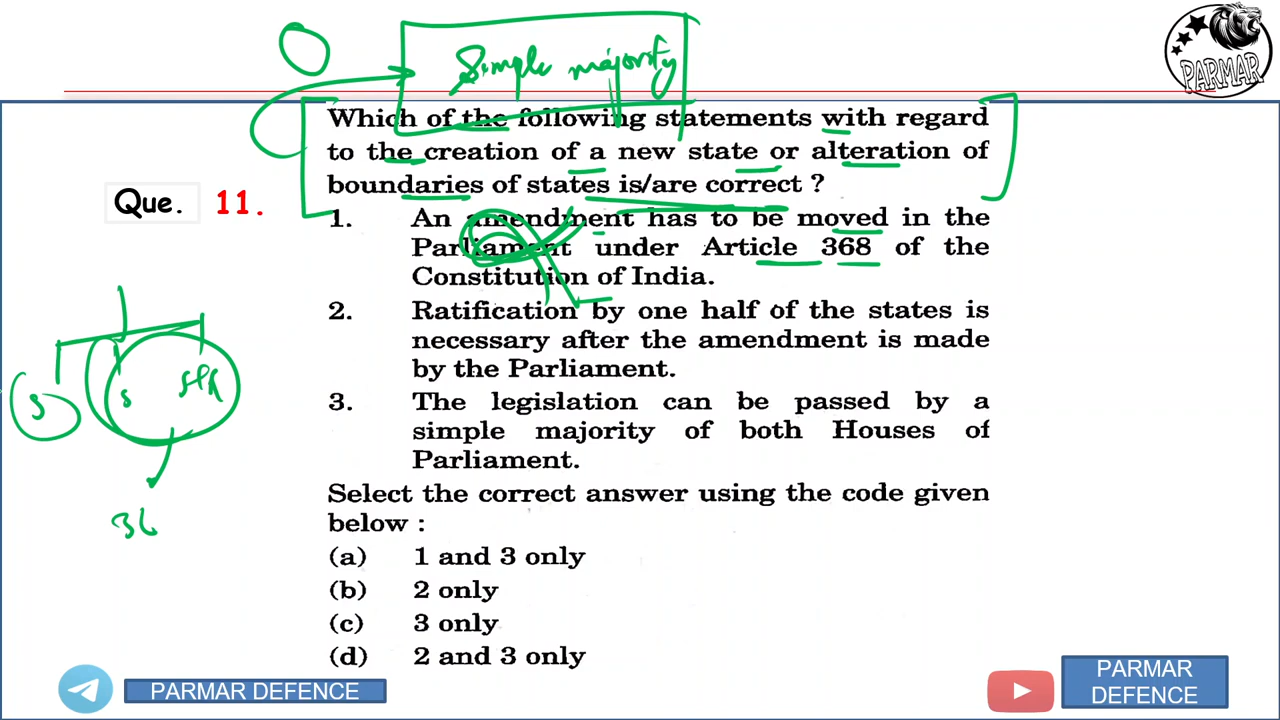 Simple majority
PARMAR
Which of the following statements with regard
to the creation of a new state or alteration of
boundaries of states is/are correct ?
Que. 11.
1. An amendment has to be moved in the
Parliament under Article 368 of the
Constitution of India.
2. Ratification by one half of the states is
necessary after the amendment is made
by the Parliament.
3. The legislation can be passed by a
simple majority of both Houses of
Parliament.
S
S
36
Select the correct answer using the code given
below :
(a) 1 and 3 only
(b) 2 only
(c) 3 only
(d) 2 and 3 only
PARMAR DEFENCE
PARMAR
DEFENCE